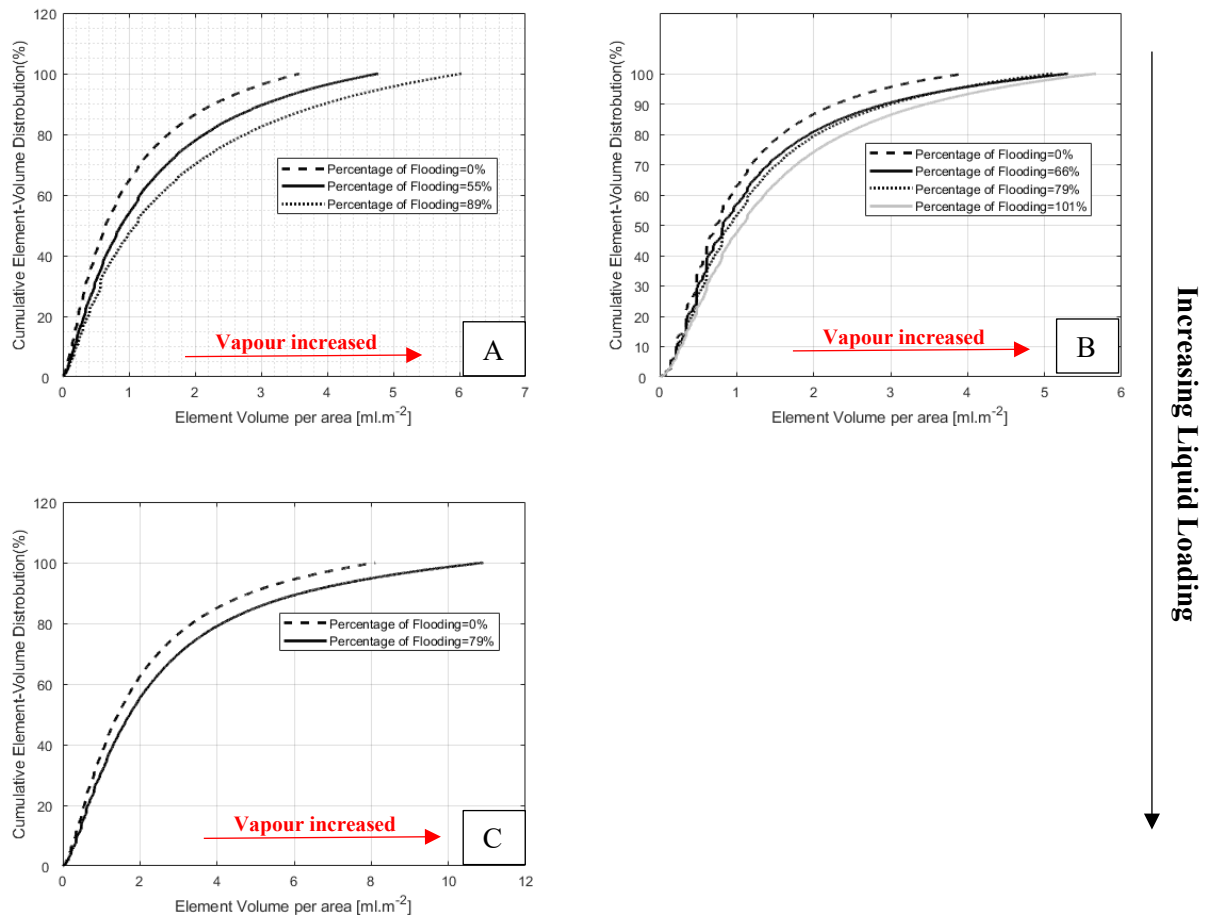 120
100
80
60
40
20
0
Cumulative Element-Volume Distrobution(%)
Percentage of Flooding=0%
Percentage of Flooding=55%
Percentage of Flooding=89%
Vapour increased
A
0 1 2 3 4 5 6 7
Element Volume per area [ml.m-2]
100
90
80
70
60
50
40
30
20
10
0
Cumulative Element-Volume Distrobution(%)
Percentage of Flooding=0%
Percentage of Flooding=66%
Percentage of Flooding=79%
Percentage of Flooding=101%
Vapour increased
B
0 1 2 3 4 5 6
Element Volume per area [ml.m-2]
Increasing Liquid Loading
120
100
80
60
40
20
0
Cumulative Element-Volume Distrobution(%)
Percentage of Flooding=0%
Percentage of Flooding=79%
Vapour increased
C
0 2 4 6 8 10 12
Element Volume per area [ml.m-2]